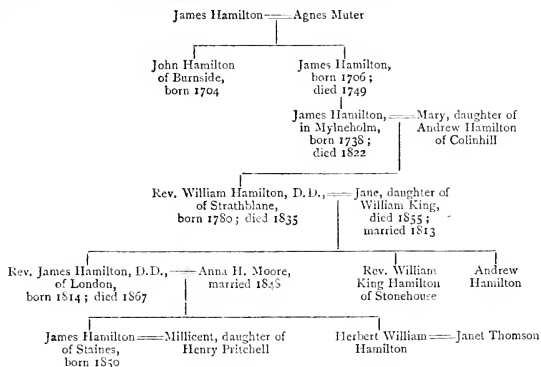 James Hamilton Agnes Muter
John Hamilton
of Burnside,
born 1704
James Hamilton,
born 1706;
died 1749
James Hamilton,
in Mylneholm,
born 1738;
died 1822
Mary, daughter of
Andrew Hamilton
of Colinhill
Rev. William Hamilton, D.D.,
of Strathblane,
born 1780; died 1835
Jane, daughter of
William King,
died 1855;
married 1813
Rev. James Hamilton, D.D.,
of London,
born 1814; died 1867
Anna H. Moore,
married 1846
Rev. William
King Hamilton
of Stonehouse
Andrew
Hamilton
James Hamilton
of Staines,
born 1850
Millicent, daughter of
Henry Pritchell
Herbert William
Hamilton
Janet Thomson